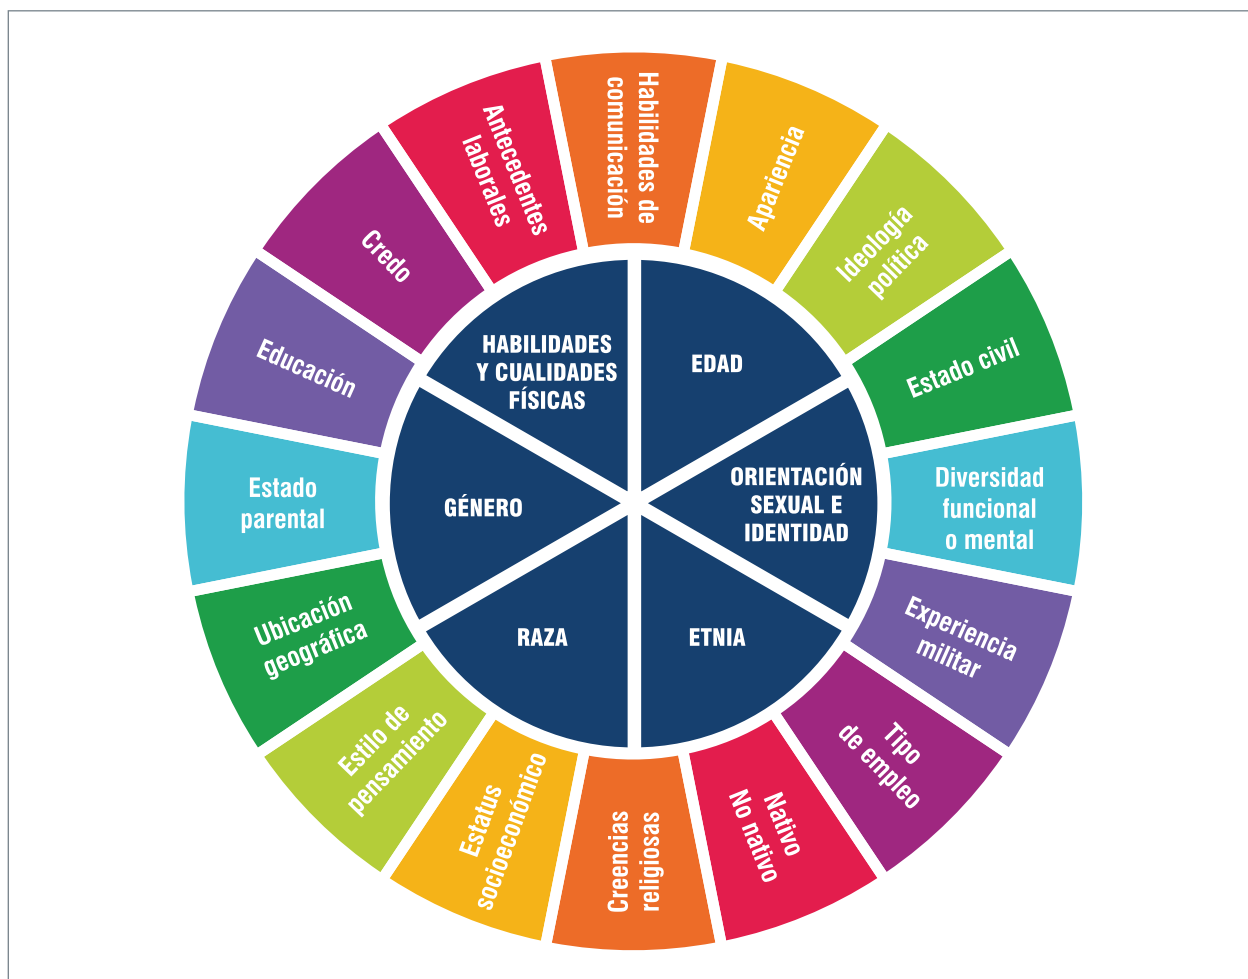 Habilidades de
comunicación
Apariencia
Ideología
política
Estado civil
Diversidad
funcional
o mental
Experiencia
militar
Tipo
de empleo
Nativo
No nativo
Creencias
religiosas
Estatus
socioeconómico
Estilo de
pensamiento
Ubicación
geográfica
Estado
parental
Educación
Credo
Antecedentes
laborales
HABILIDADES
Y CUALIDADES
FÍSICAS
EDAD
ORIENTACIÓN
SEXUAL E
IDENTIDAD
ETNIA
RAZA
GÉNERO